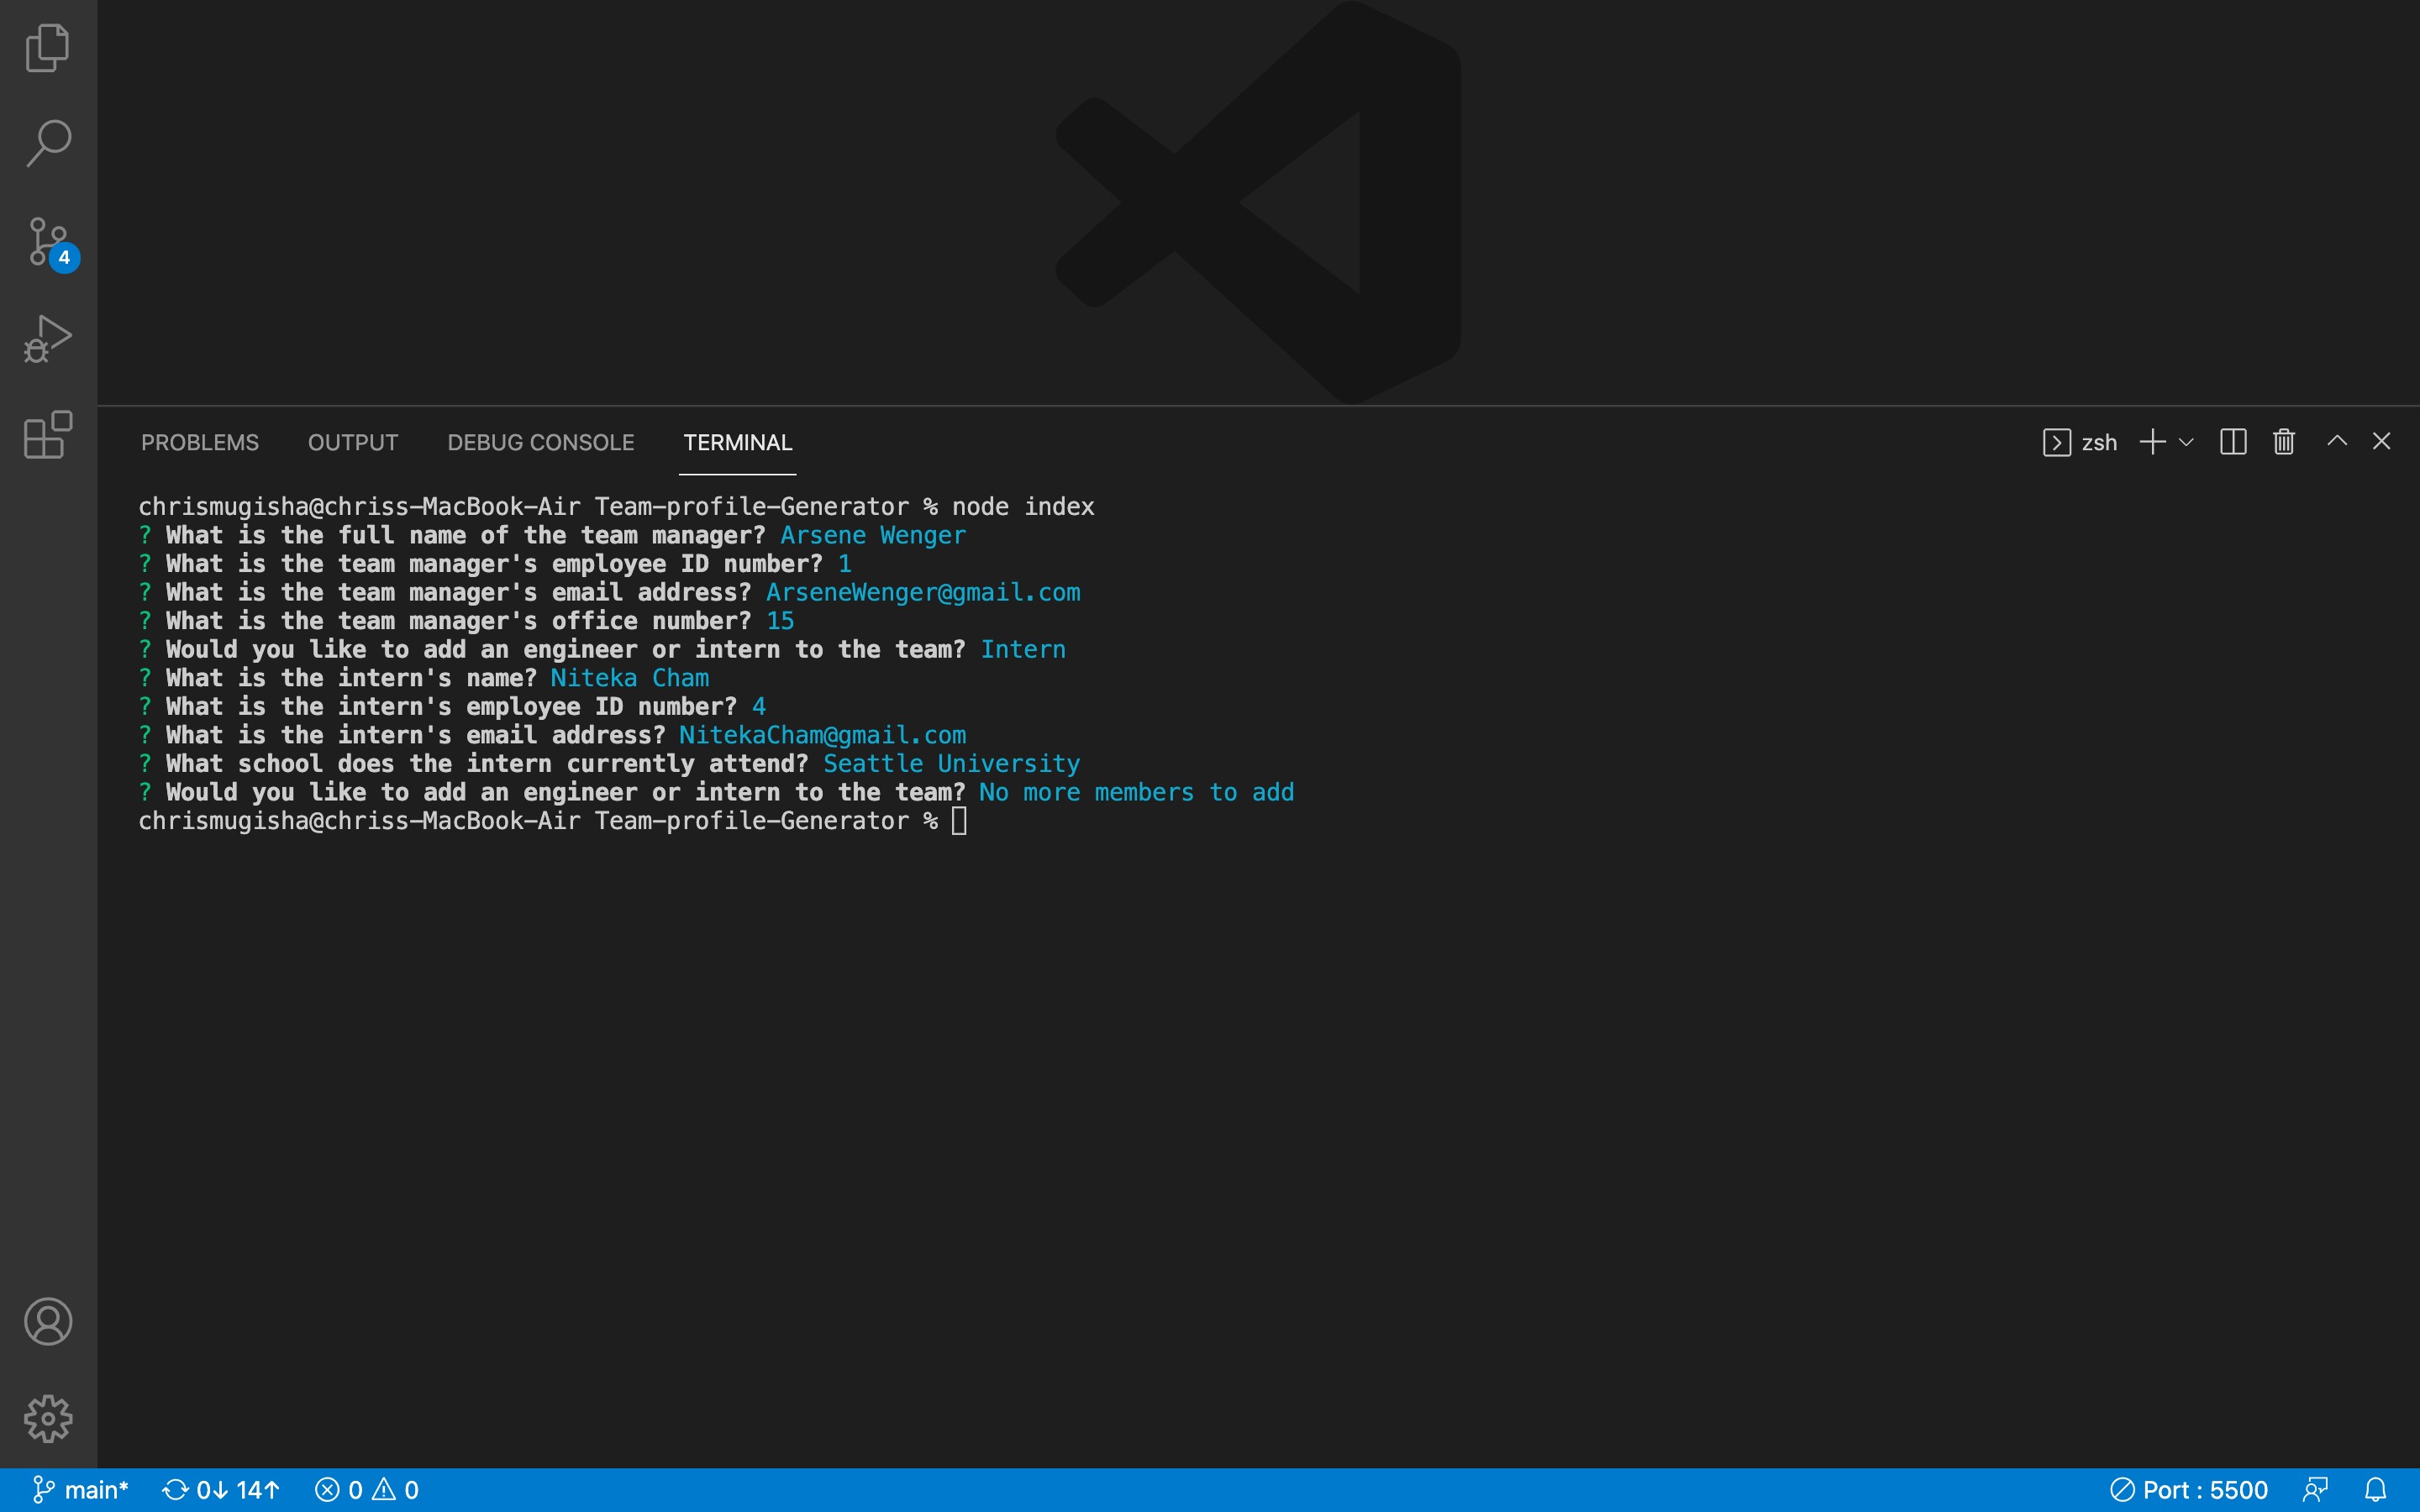 4
PROBLEMS OUTPUT DEBUG CONSOLE TERMINAL zsh
chrismugisha@chriss-MacBook-Air Team-profile-Generator % node index
? What is the full name of the team manager? Arsene Wenger
? What is the team manager's employee ID number? 1
? What is the team manager's email address? ArseneWenger@gmail.com
? What is the team manager's office number? 15
? Would you like to add an engineer or intern to the team? Intern
? What is the intern's name? Niteka Cham
? What is the intern's employee ID number? 4
? What is the intern's email address? NitekaCham@gmail.com
? What school does the intern currently attend? Seattle University
? Would you like to add an engineer or intern to the team? No more members to add
chrismugisha@chriss-MacBook-Air Team-profile-Generator %
main* 0↓ 14↑ 0 0 Port : 5500